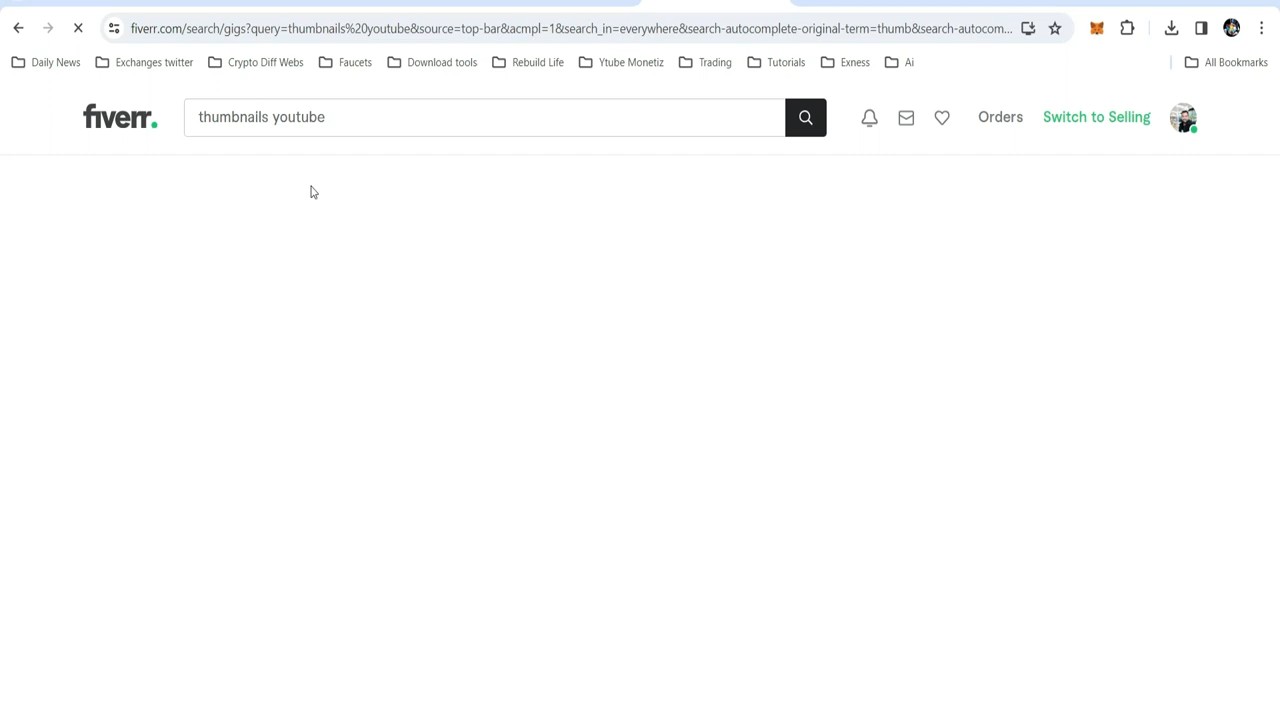 fiverr.com/search/gigs?query=thumbnails%20youtube&source=top-bar&acmpl=1&search_in=everywhere&search-autocomplete-original-term=thumb&search-autocom...
Daily News Exchanges twitter Crypto Diff Webs Faucets Download tools Rebuild Life Ytube Monetiz Trading Tutorials Exness Ai All Bookmarks
fiverr. thumbnails youtube Orders Switch to Selling